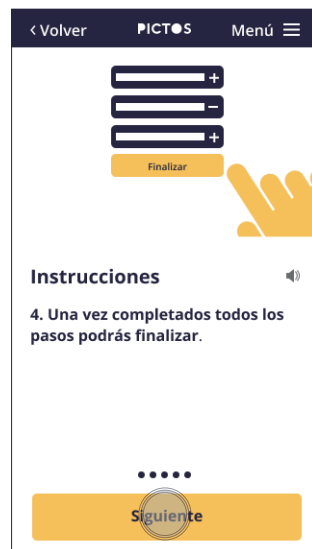 < Volver PICTOS Menú
Finalizar
Instrucciones
4. Una vez completados todos los
pasos podrás finalizar.
Siguiente